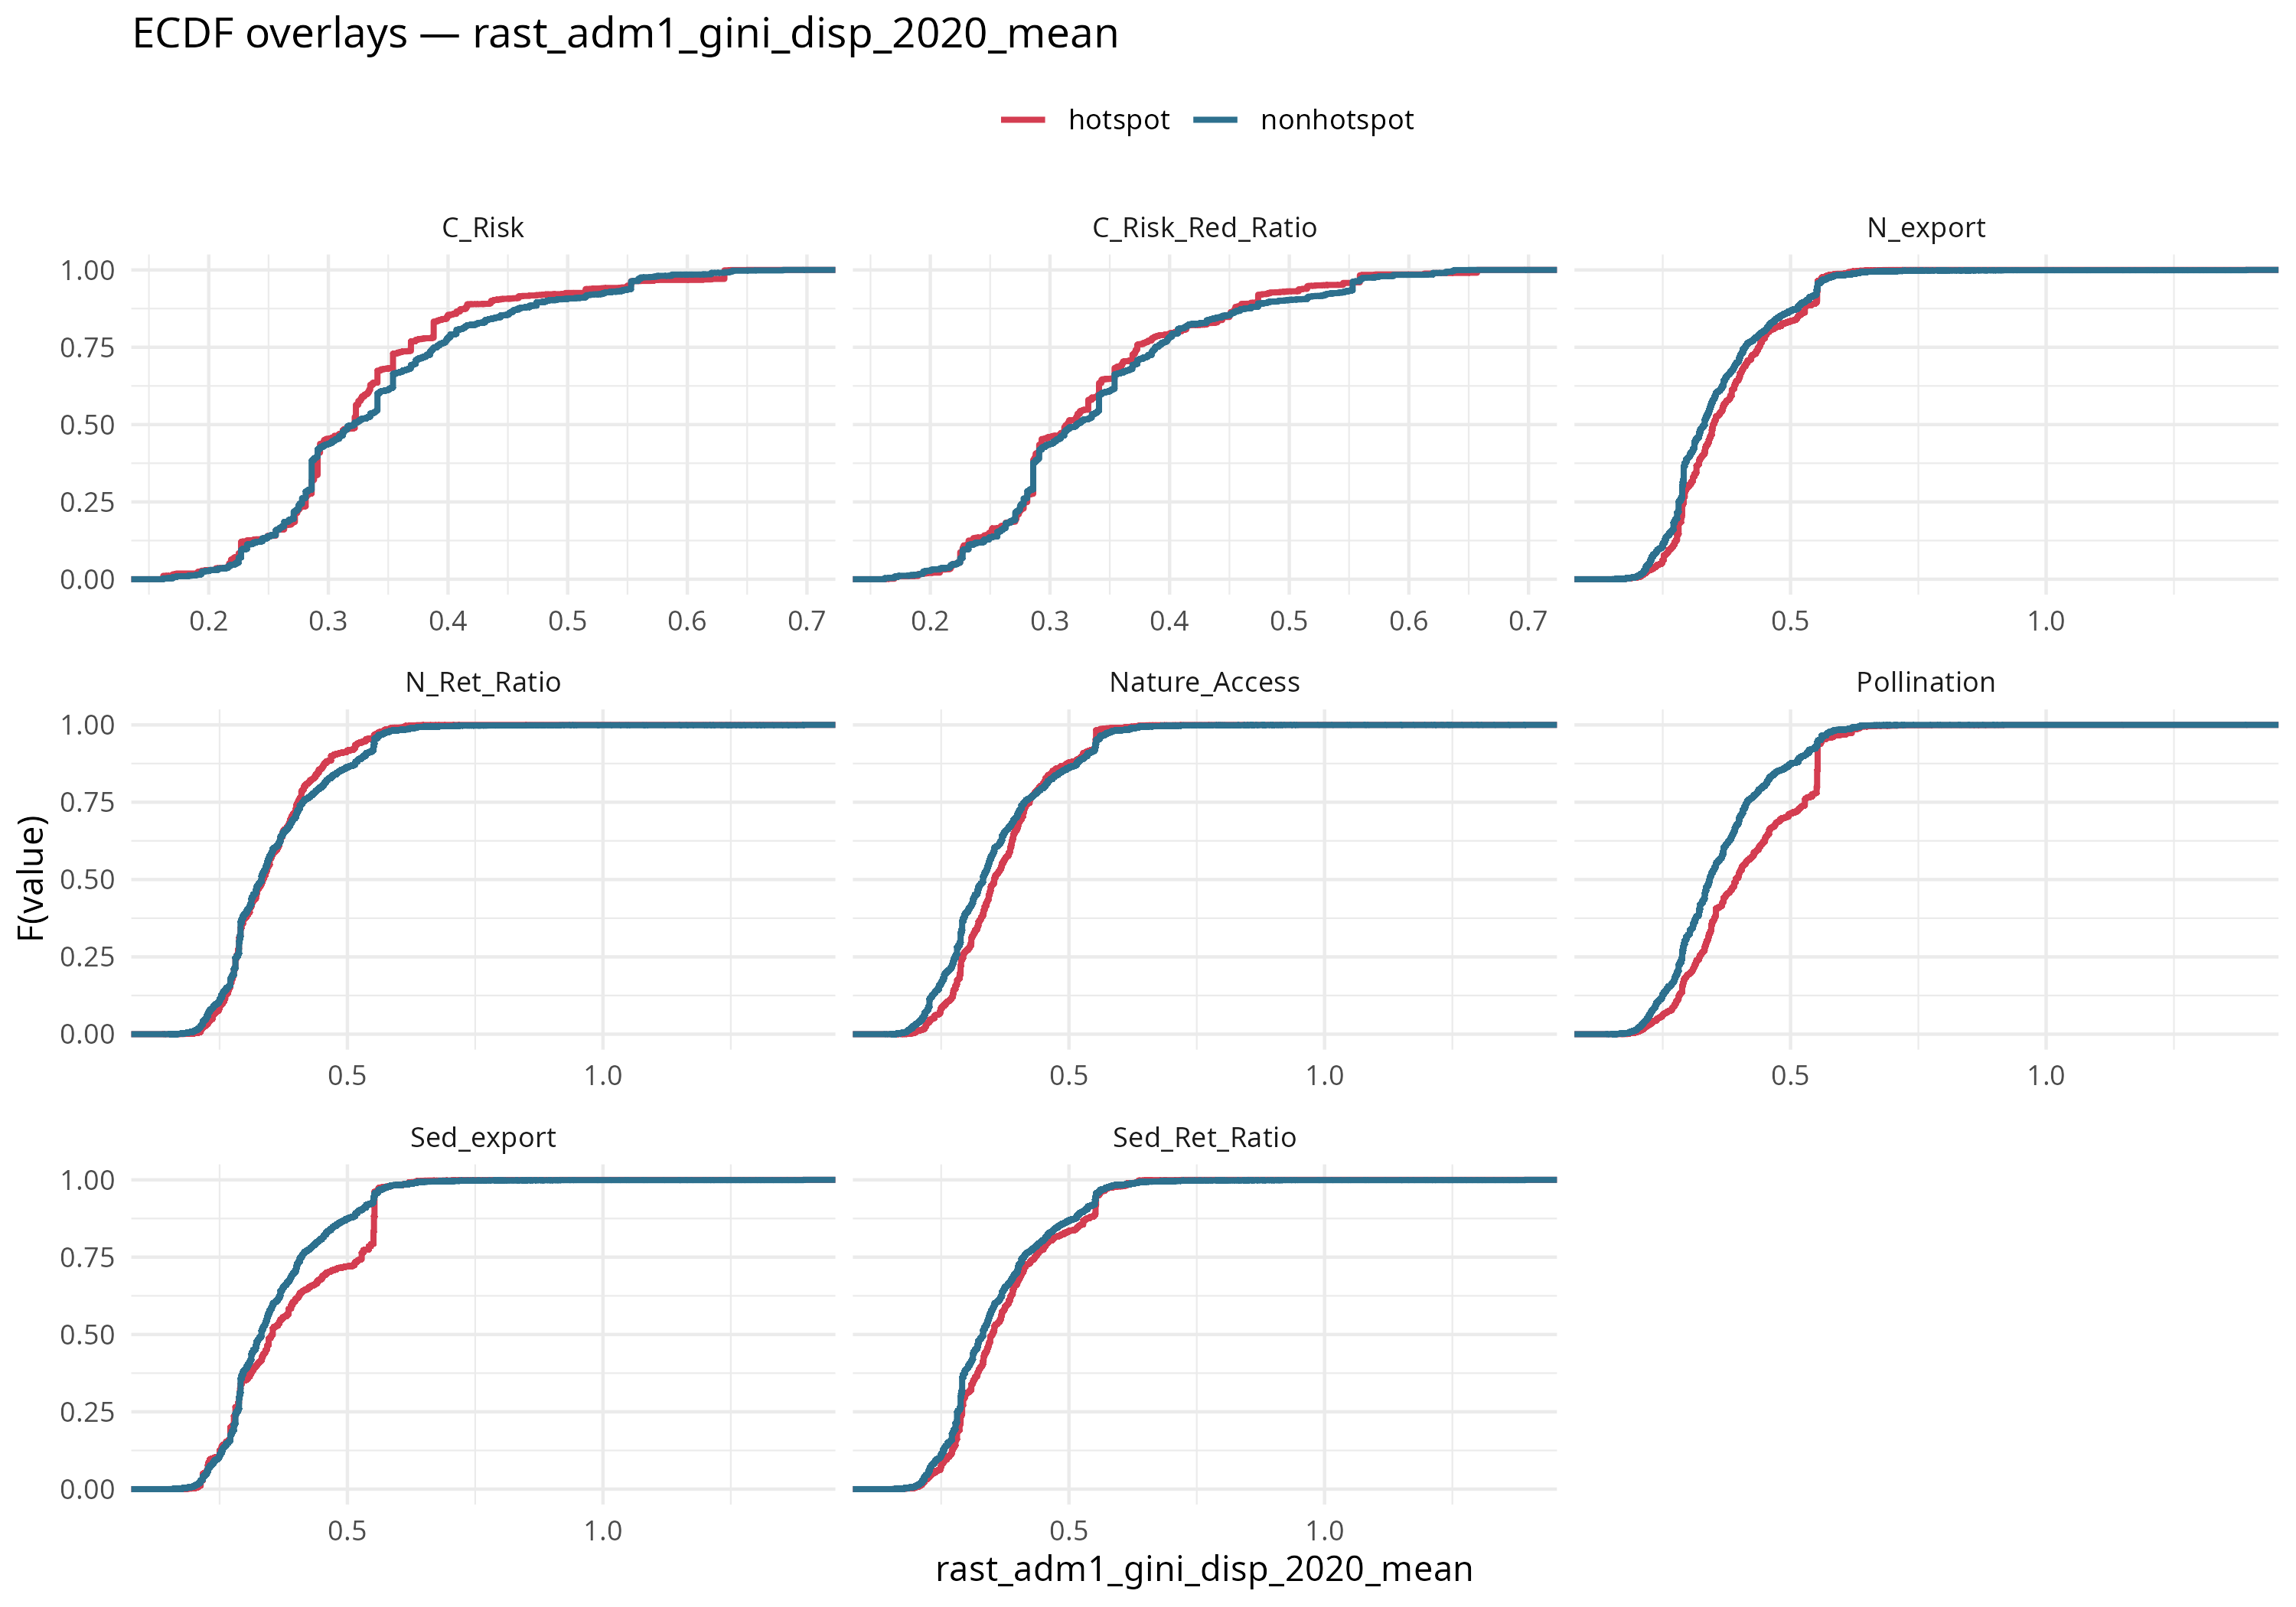 ECDF overlays — rast_adm1_gini_disp_2020_mean
hotspot nonhotspot
C_Risk C_Risk_Red_Ratio N_export
1.00
0.75
0.50
0.25
0.00
0.2 0.3 0.4 0.5 0.6 0.7 0.2 0.3 0.4 0.5 0.6 0.7 0.5 1.0
N_Ret_Ratio Nature_Access Pollination
F(value)
1.00
0.75
0.50
0.25
0.00
0.5 1.0 0.5 1.0 0.5 1.0
Sed_export Sed_Ret_Ratio
1.00
0.75
0.50
0.25
0.00
0.5 1.0 0.5 1.0
rast_adm1_gini_disp_2020_mean